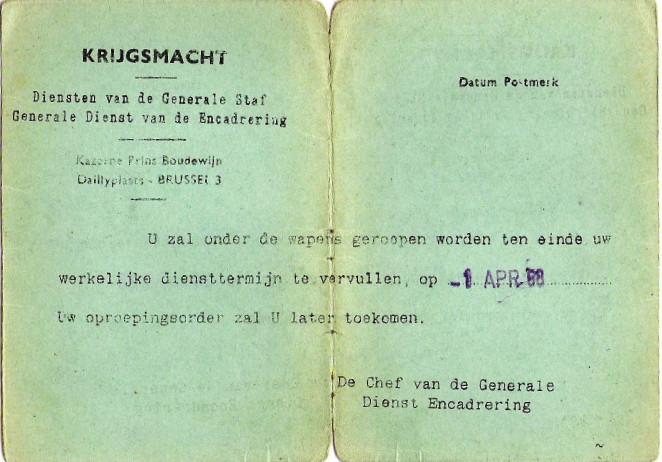 KRIJGSMACHT
Diensten van de Generale Staf
Generale Dienst van de Encadrering
Kazerne Prins Boudewijn
Daillyplaats - BRUSSEL 3
Datum Postmerk
U zal onder de wapens geroepen worden ten einde uw
werkelijke diensttermijn te vervullen, op -1 APR.68
Uw oproepingsorder zal U later toekomen.
De Chef van de Generale
Dienst Encadrering